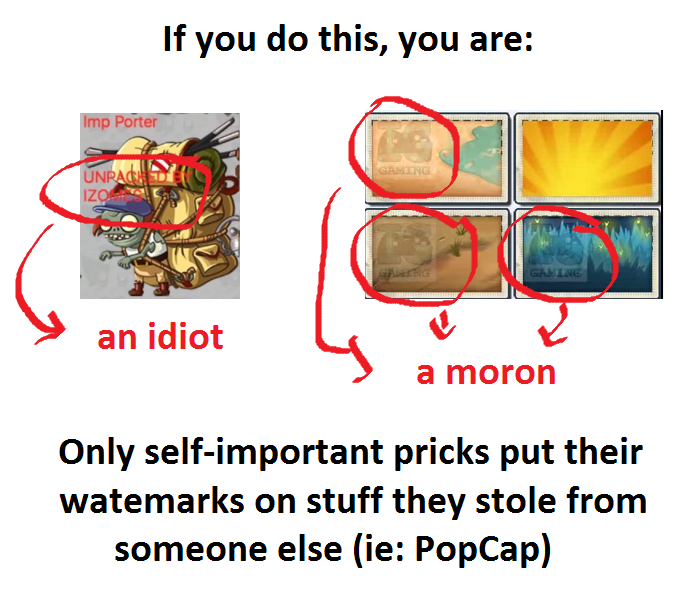 If you do this, you are:
Imp Porter
UNPACKED BY
IZOMBIE
GAMING
GAMING
GAMING
an idiot
a moron
Only self-important pricks put their
watemarks on stuff they stole from
someone else (ie: PopCap)